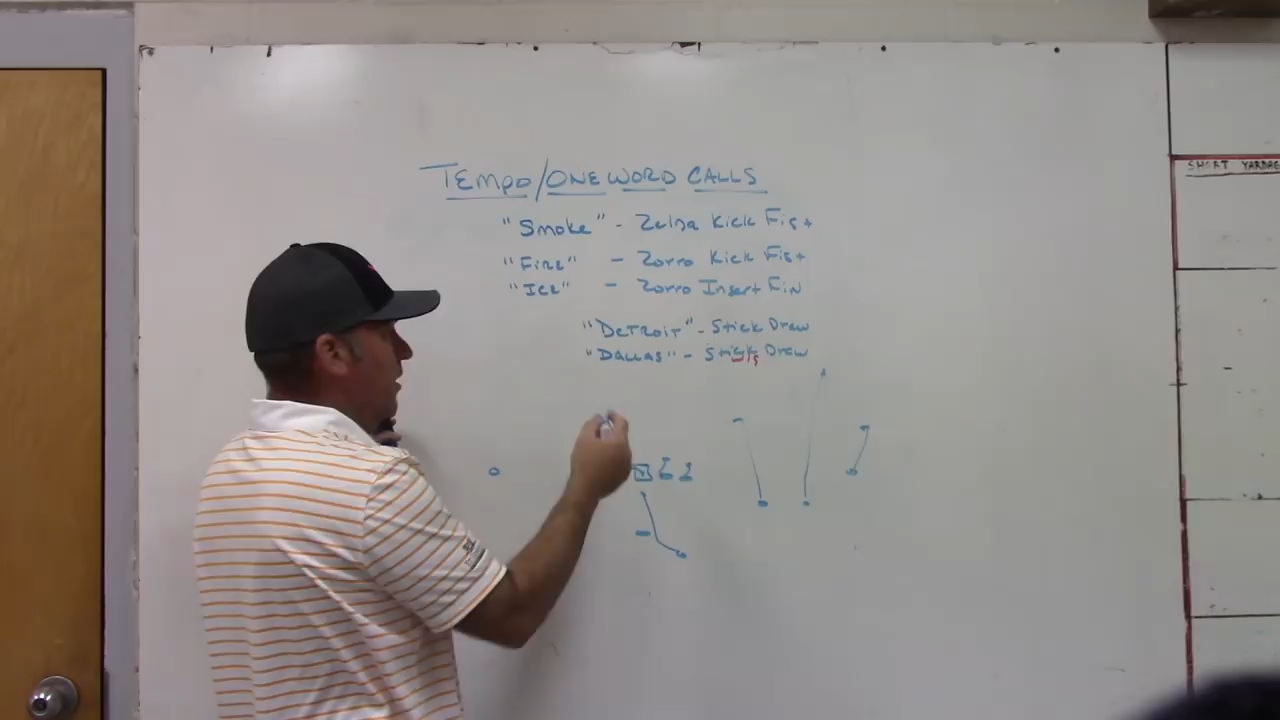 TEMPO/ONE WORD CALLS
"Smoke" - Zelda Kick Fist
"FIRE" - Zorro Kick Fist
"ICE" - Zorro Insert Fin
"DETROIT" - Stick Draw
"DALLAS" - Stick Draw
SHORT YARDAGE